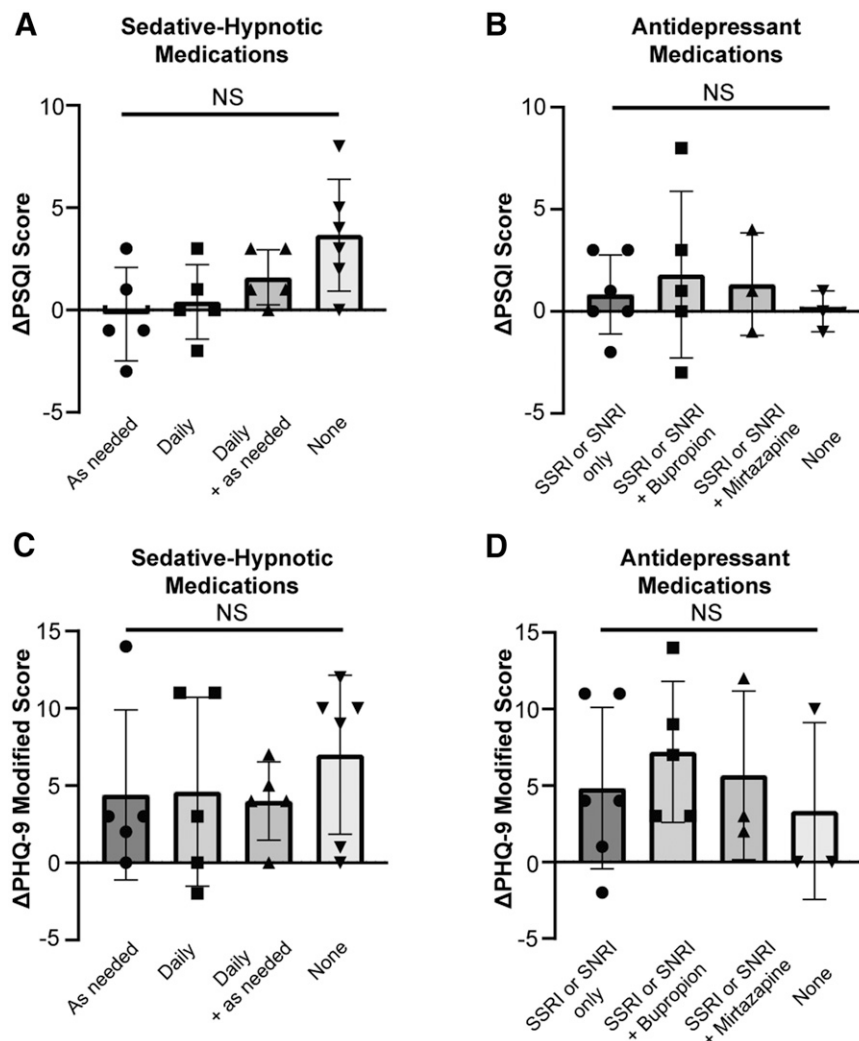 A
Sedative-Hypnotic
Medications
NS
ΔPSQI Score
10
5
0
-5
As needed
Daily
Daily
+ as needed
None
B
Antidepressant
Medications
NS
ΔPSQI Score
10
5
0
-5
SSRI or SNRI
only
SSRI or SNRI
+ Bupropion
SSRI or SNRI
+ Mirtazapine
None
C
Sedative-Hypnotic
Medications
NS
ΔPHQ-9 Modified Score
15
10
5
0
-5
As needed
Daily
Daily
+ as needed
None
D
Antidepressant
Medications
NS
ΔPHQ-9 Modified Score
15
10
5
0
-5
SSRI or SNRI
only
SSRI or SNRI
+ Bupropion
SSRI or SNRI
+ Mirtazapine
None